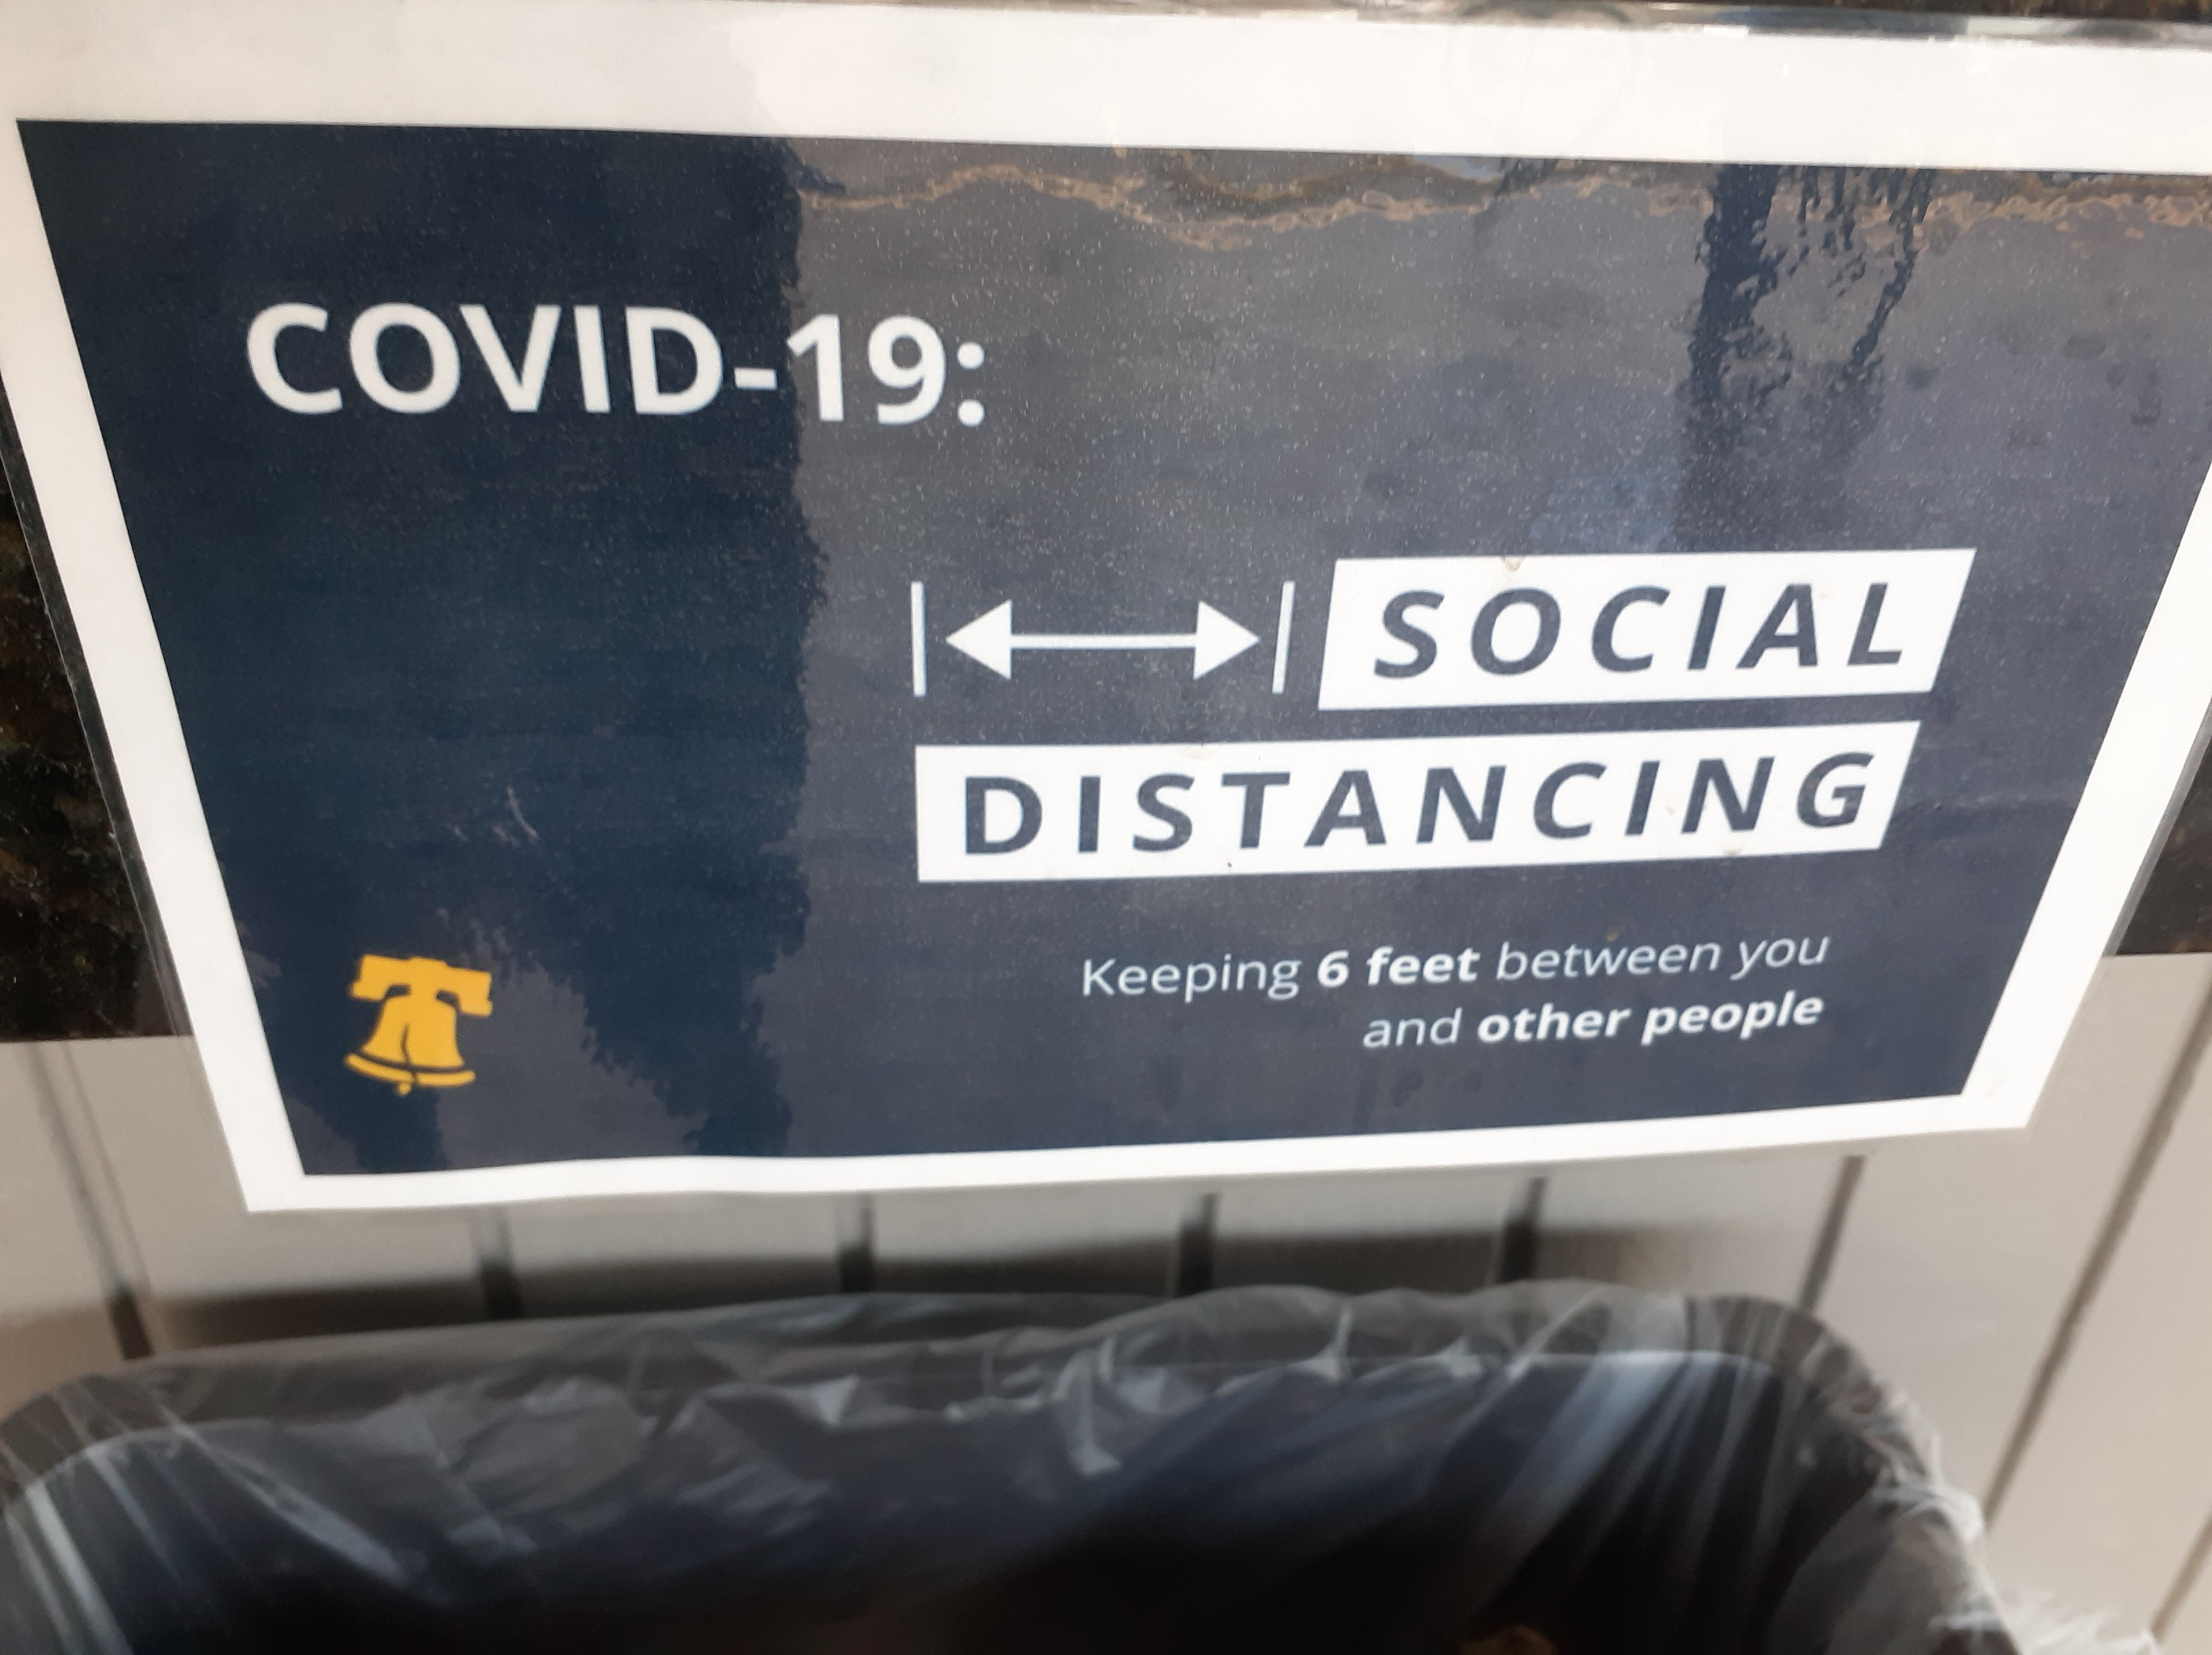 COVID-19:
SOCIAL
DISTANCING
Keeping 6 feet between you
and other people